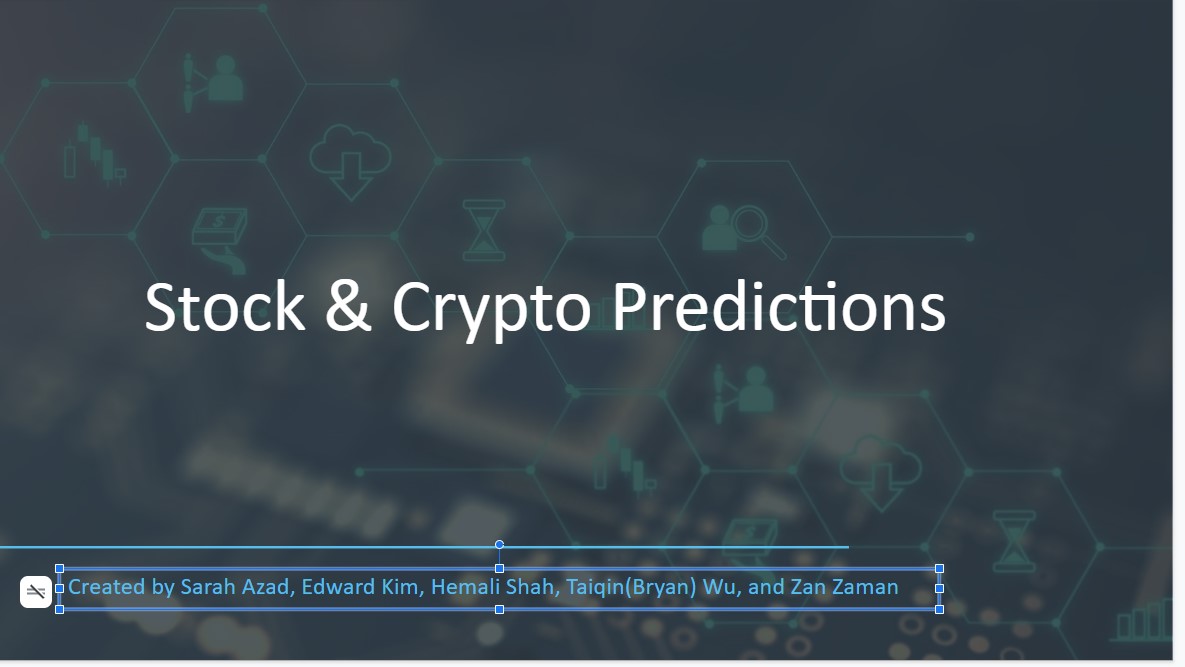 Stock & Crypto Predictions
Created by Sarah Azad, Edward Kim, Hemali Shah, Taiqin(Bryan) Wu, and Zan Zaman